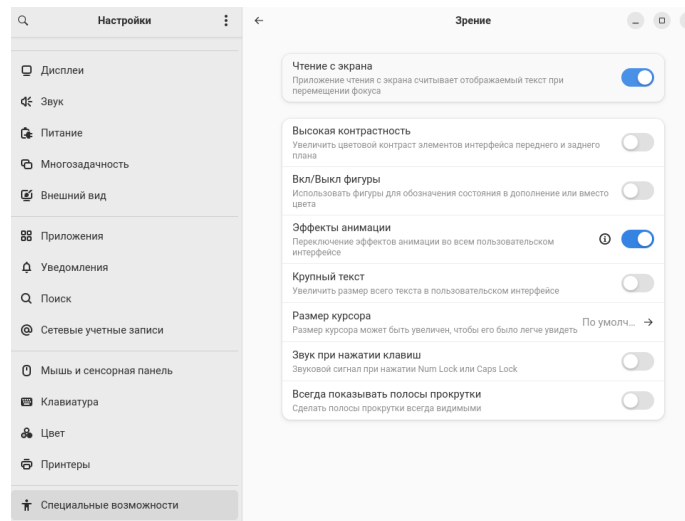 Настройки
Зрение
Дисплеи
Звук
Питание
Многозадачность
Внешний вид
Приложения
Уведомления
Поиск
Сетевые учетные записи
Мышь и сенсорная панель
Клавиатура
Цвет
Принтеры
Специальные возможности
Чтение с экрана
Приложение чтения с экрана считывает отображаемый текст при
перемещении фокуса
Высокая контрастность
Увеличить цветовой контраст элементов интерфейса переднего и заднего
плана
Вкл/Выкл фигуры
Использовать фигуры для обозначения состояния в дополнение или вместо
цвета
Эффекты анимации
Переключение эффектов анимации во всем пользовательском
интерфейсе
Крупный текст
Увеличить размер всего текста в пользовательском интерфейсе
Размер курсора
Размер курсора может быть увеличен, чтобы его было легче увидеть
По умолч...
Звук при нажатии клавиш
Звуковой сигнал при нажатии Num Lock или Caps Lock
Всегда показывать полосы прокрутки
Сделать полосы прокрутки всегда видимыми